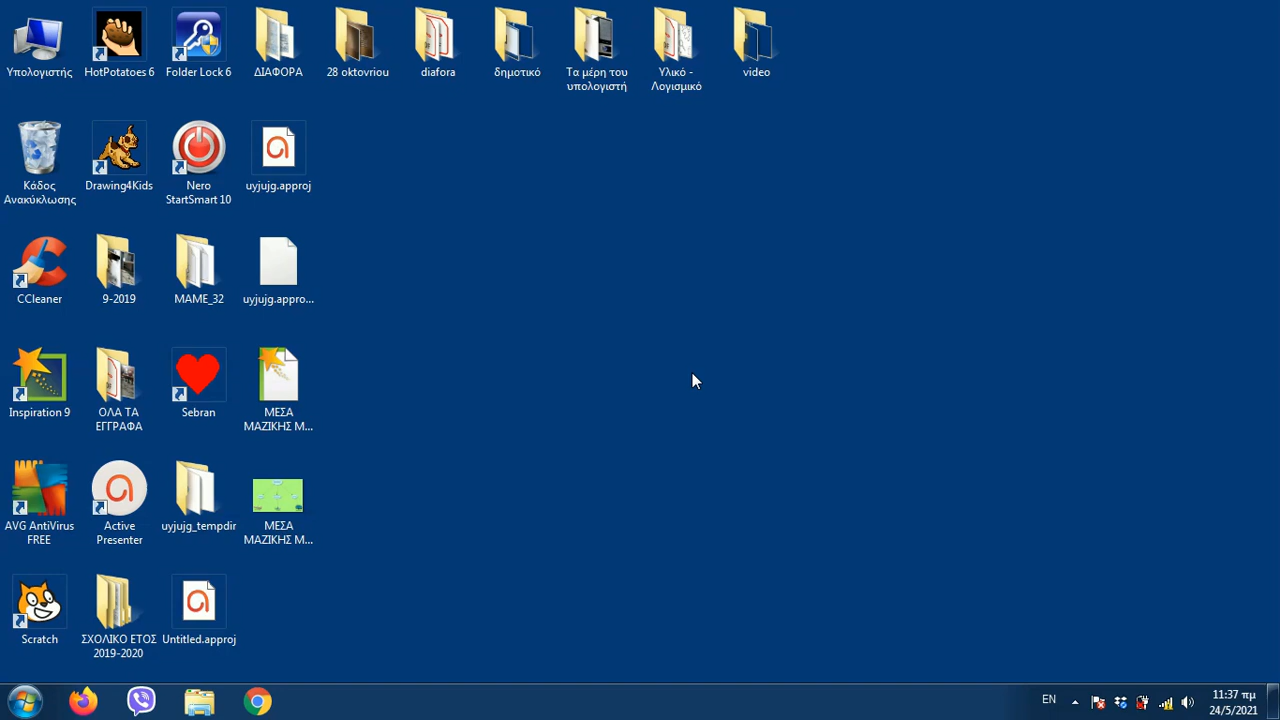 Υπολογιστής
HotPotatoes 6
Folder Lock 6
ΔΙΑΦΟΡΑ
28 oktovriou
diafora
δημοτικό
Τα μέρη του
υπολογιστή
Υλικό -
Λογισμικό
video
Κάδος
Ανακύκλωσης
Drawing4Kids
Nero
StartSmart 10
uyjujg.approj
CCleaner
9-2019
MAME_32
uyjujg.appro...
Inspiration 9
ΟΛΑ ΤΑ
ΕΓΓΡΑΦΑ
Sebran
ΜΕΣΑ
ΜΑΖΙΚΗΣ Μ...
AVG AntiVirus
FREE
Active
Presenter
uyjujg_tempdir
ΜΕΣΑ
ΜΑΖΙΚΗΣ Μ...
Scratch
ΣΧΟΛΙΚΟ ΕΤΟΣ
2019-2020
Untitled.approj
EN
11:37 πμ
24/5/2021